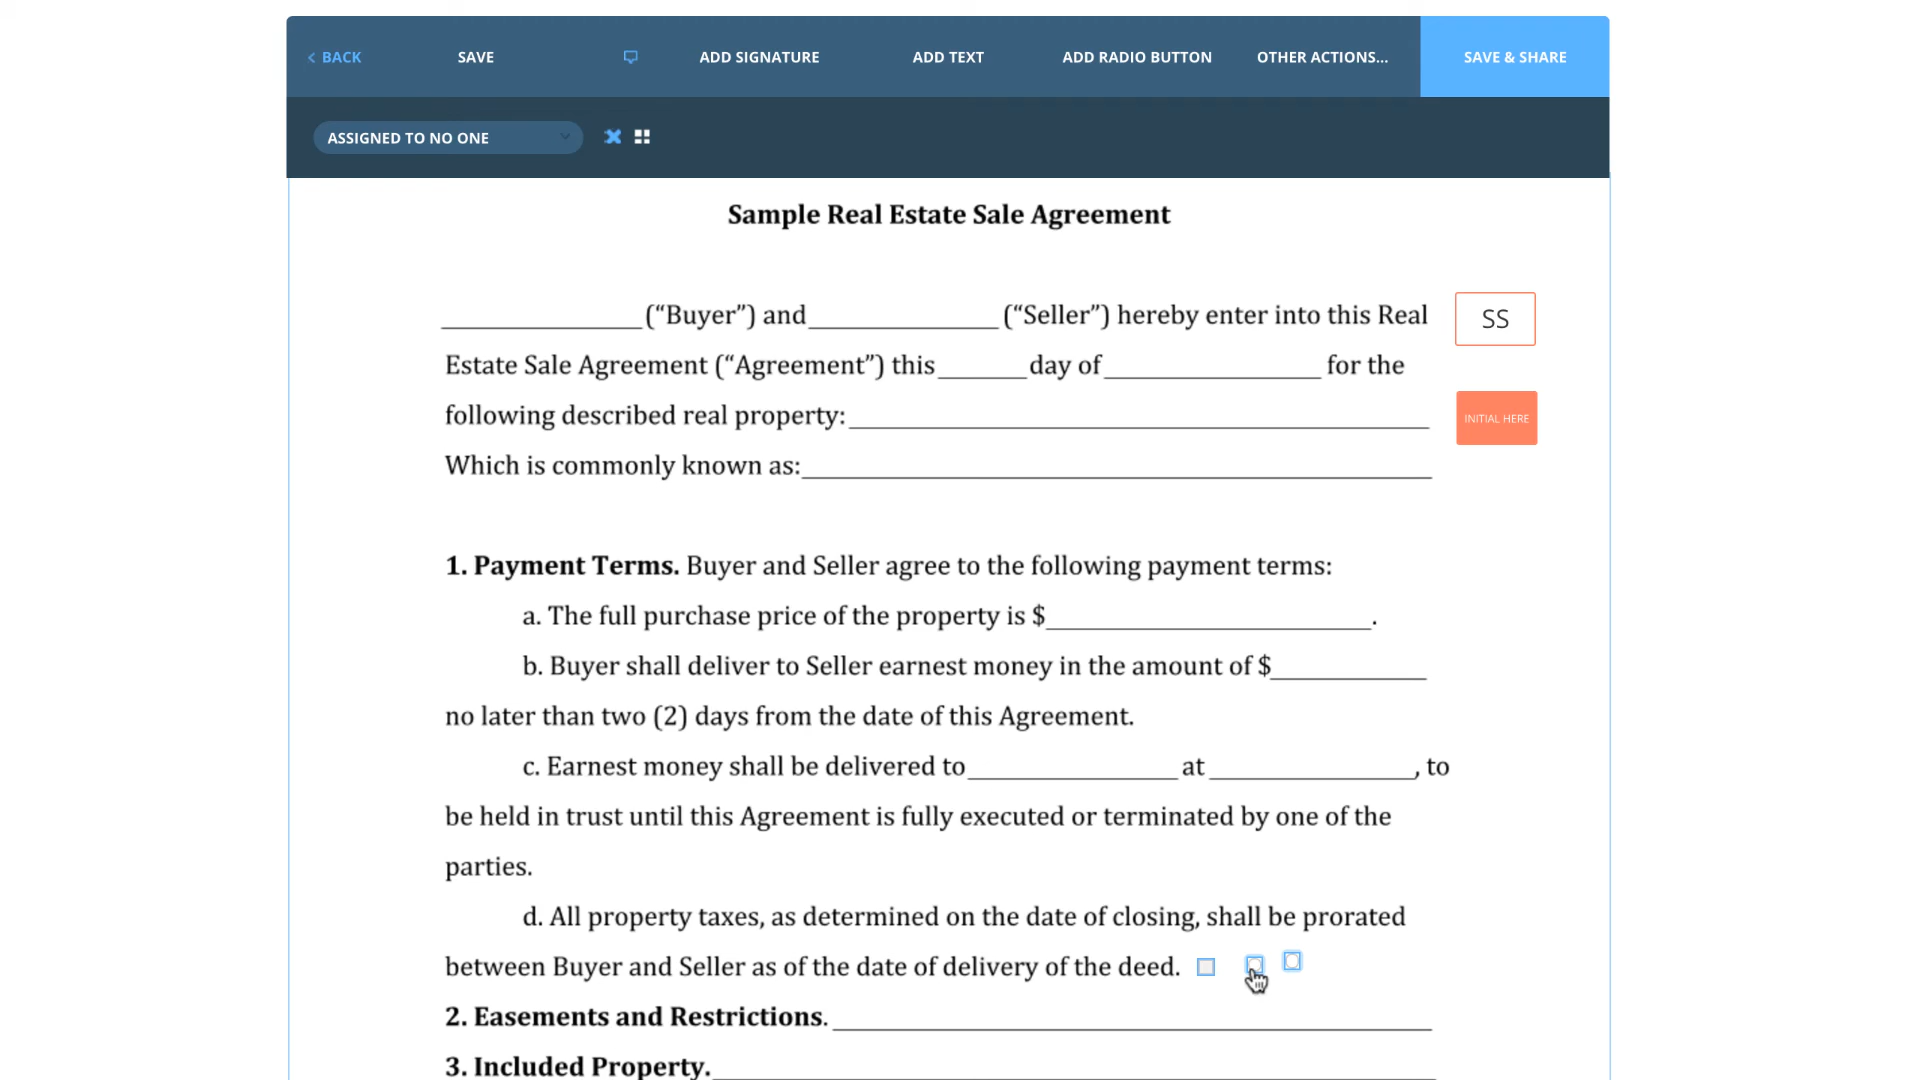 BACK SAVE ADD SIGNATURE ADD TEXT ADD RADIO BUTTON OTHER ACTIONS... SAVE & SHARE
ASSIGNED TO NO ONE
Sample Real Estate Sale Agreement
_______________ (“Buyer”) and ______________ (“Seller”) hereby enter into this Real
SS
Estate Sale Agreement (“Agreement”) this ______ day of ________________ for the
following described real property: ___________________________________________
INITIAL HERE
Which is commonly known as: _______________________________________________
1. Payment Terms. Buyer and Seller agree to the following payment terms:
a. The full purchase price of the property is $________________________.
b. Buyer shall deliver to Seller earnest money in the amount of $____________
no later than two (2) days from the date of this Agreement.
c. Earnest money shall be delivered to ________________ at ________________, to
be held in trust until this Agreement is fully executed or terminated by one of the
parties.
d. All property taxes, as determined on the date of closing, shall be prorated
between Buyer and Seller as of the date of delivery of the deed.
2. Easements and Restrictions. _____________________________________________
3. Included Property. ______________________________________________________